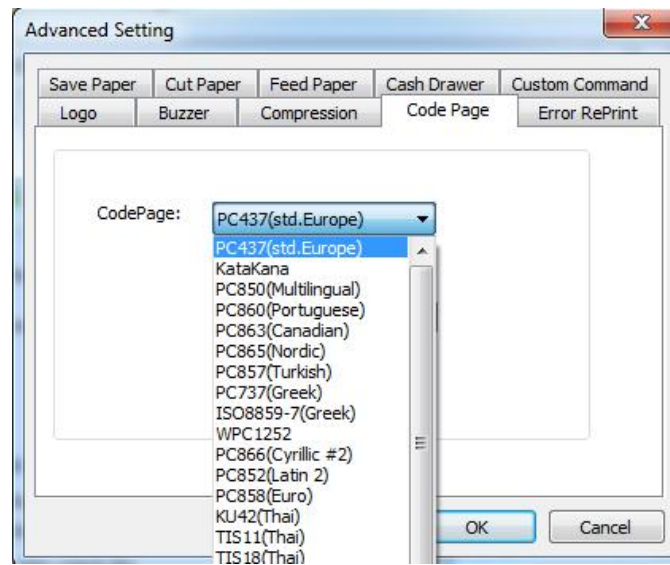 Advanced Setting
Save Paper Cut Paper Feed Paper Cash Drawer Custom Command
Logo Buzzer Compression Code Page Error RePrint
CodePage: PC437(std.Europe)
PC437(std.Europe)
KataKana
PC850(Multilingual)
PC860(Portuguese)
PC863(Canadian)
PC865(Nordic)
PC857(Turkish)
PC737(Greek)
ISO8859-7(Greek)
WPC1252
PC866(Cyrillic #2)
PC852(Latin 2)
PC858(Euro)
KU42(Thai)
TIS11(Thai)
TIS18(Thai)
OK Cancel